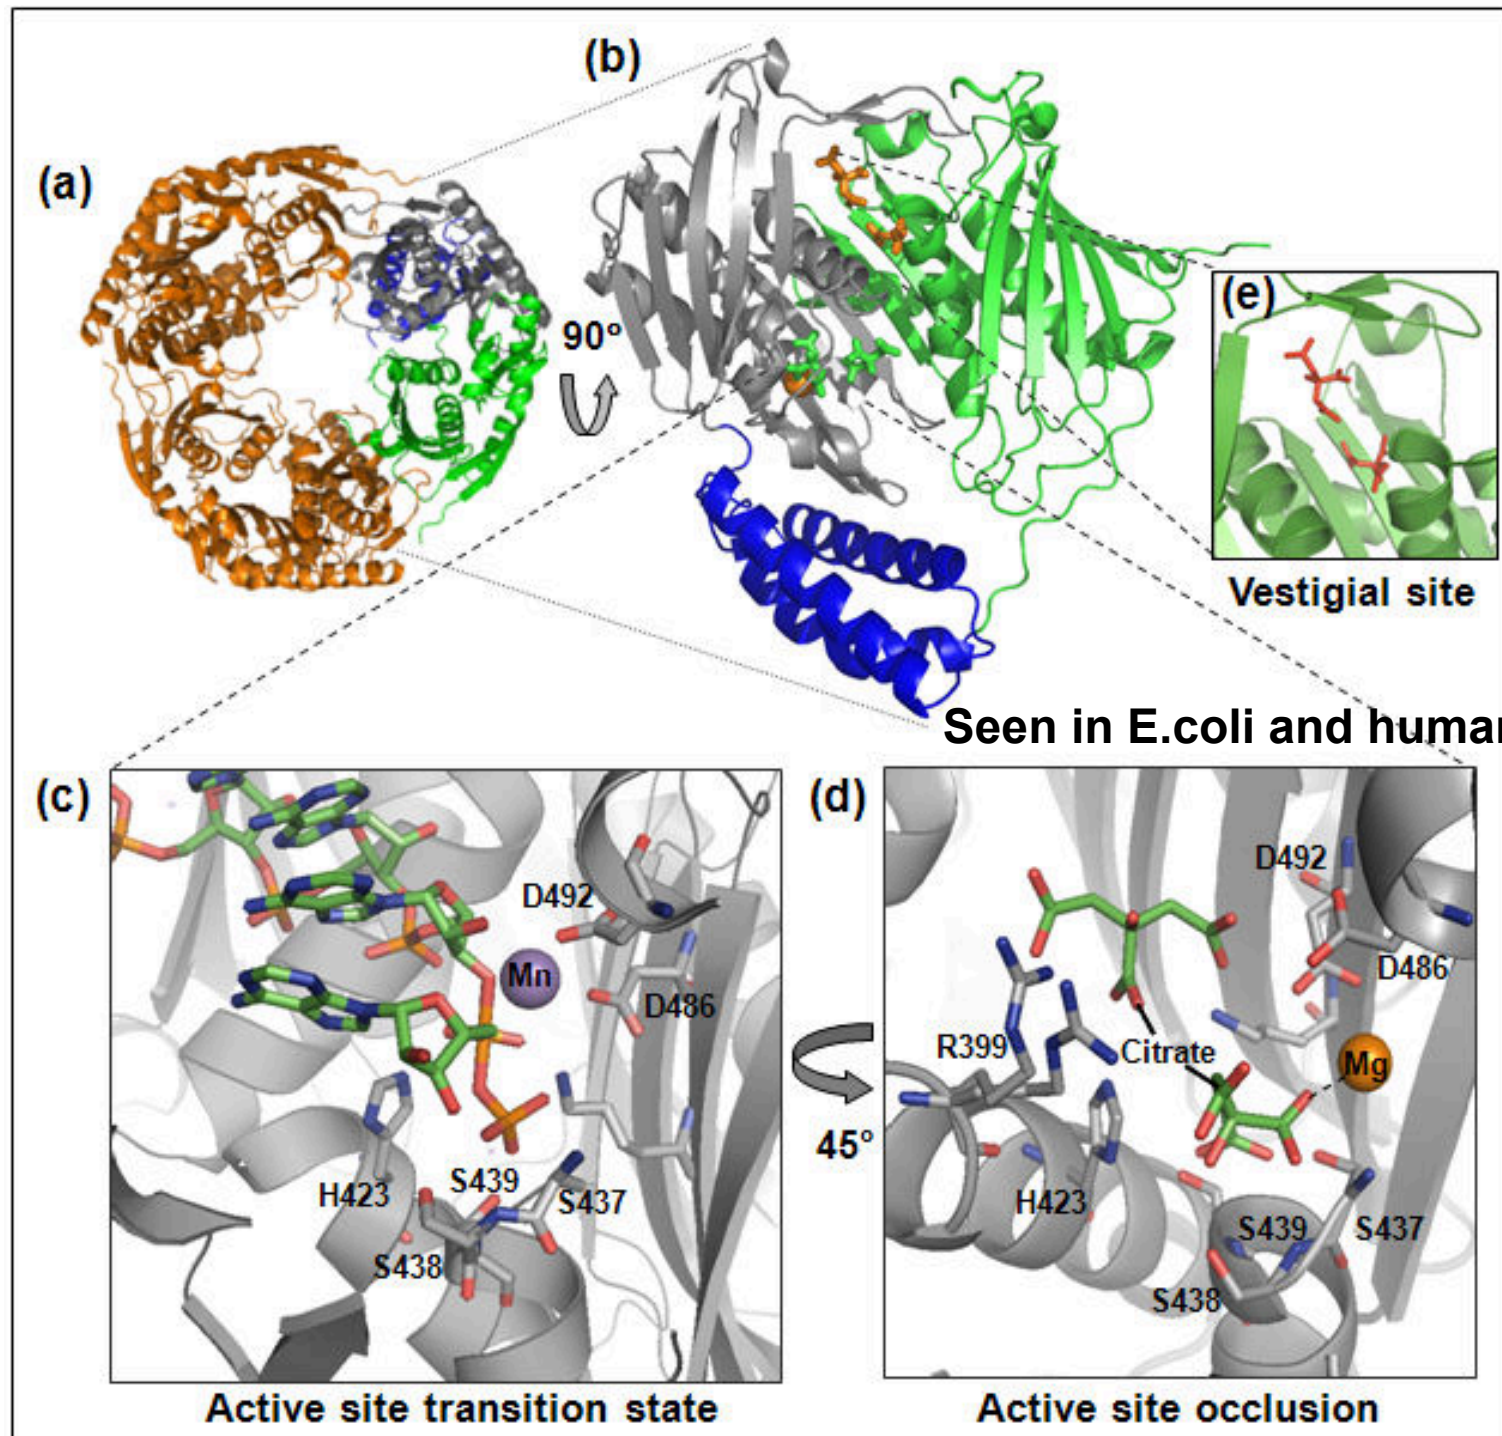 (a)
(b)
90°
(e)
Vestigial site
Seen in E.coli and human
(c)
D492
Mn
D486
H423
S439
S437
S438
Active site transition state
45°
(d)
D492
D486
R399
Citrate
Mg
H423
S439
S437
S438
Active site occlusion